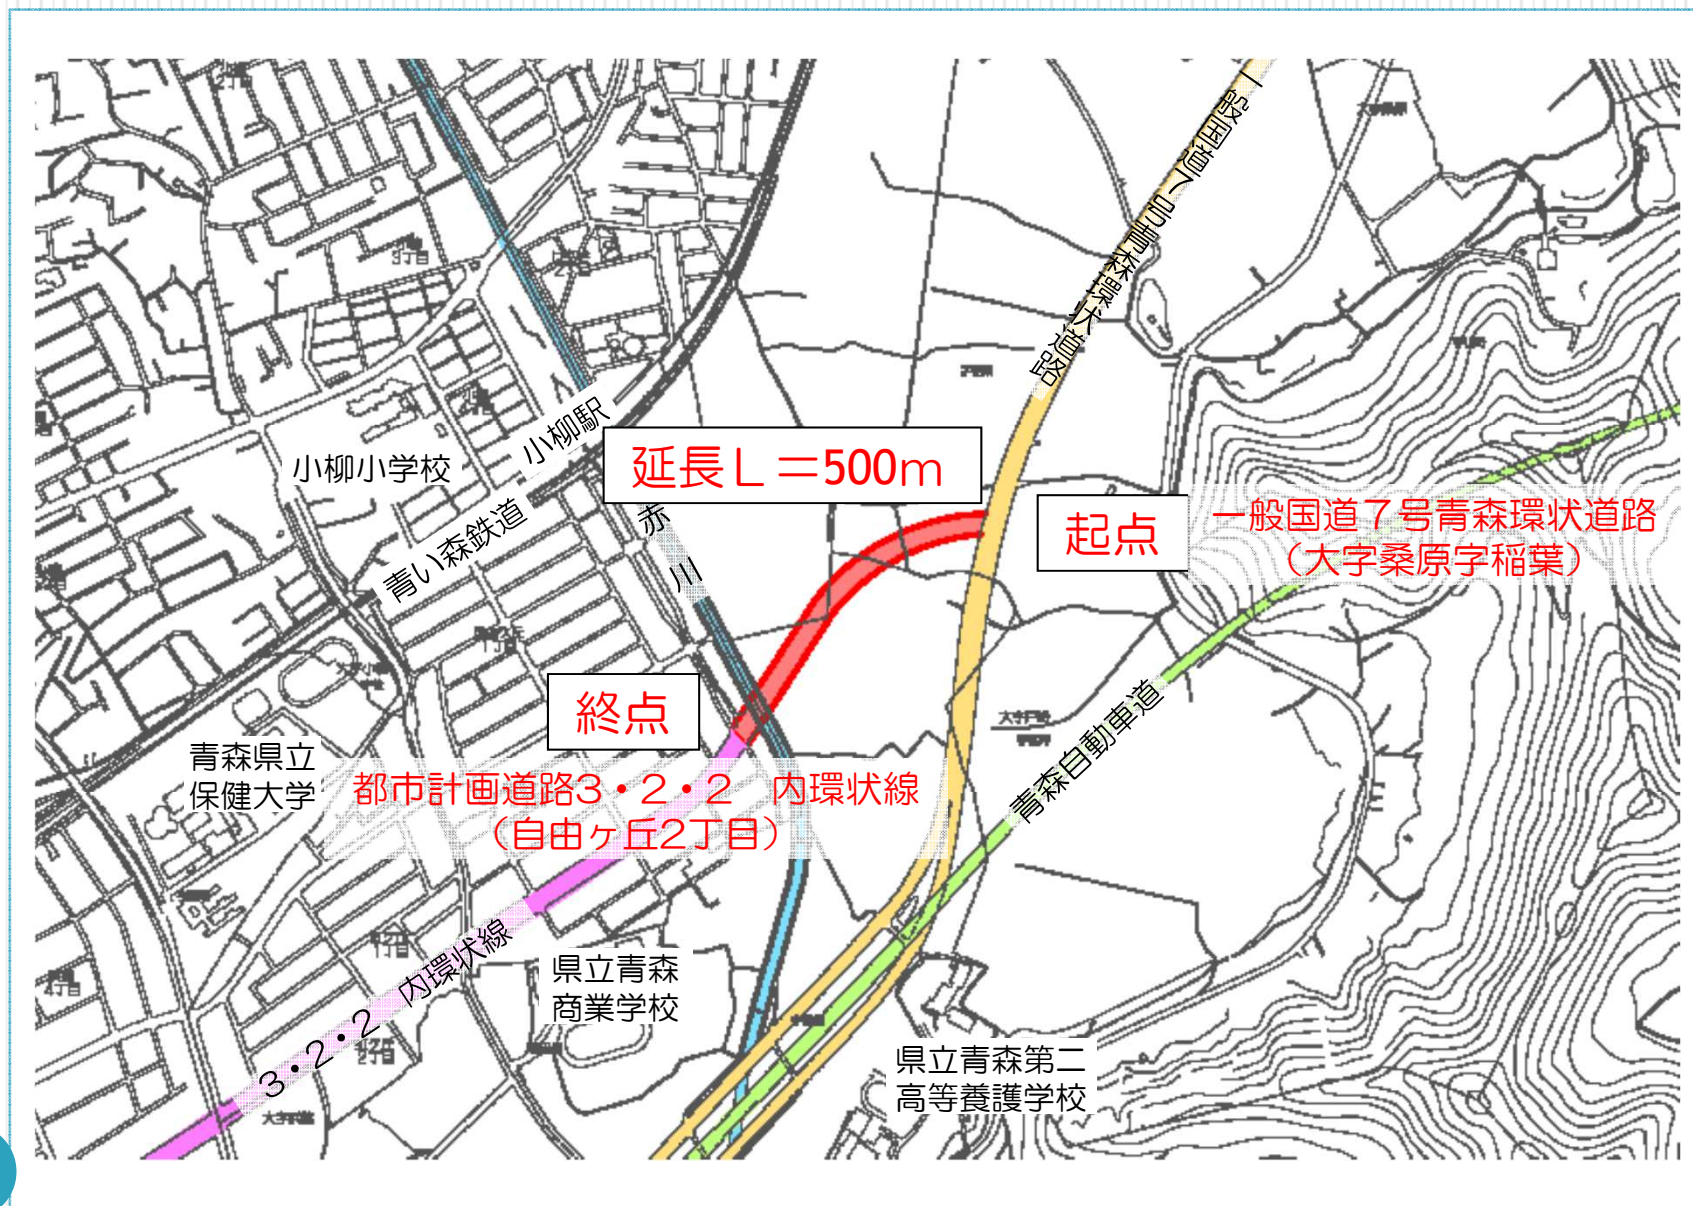 一般国道7号青森環状道路
小柳駅
小柳小学校
延長L＝500m
青い森鉄道
赤川
起点
一般国道7号青森環状道路
（大字桑原字稲葉）
終点
青森県立
保健大学
都市計画道路3・2・2　内環状線
（自由ヶ丘2丁目）
青森自動車道
3・2・2　内環状線
県立青森
商業学校
県立青森第二
高等養護学校